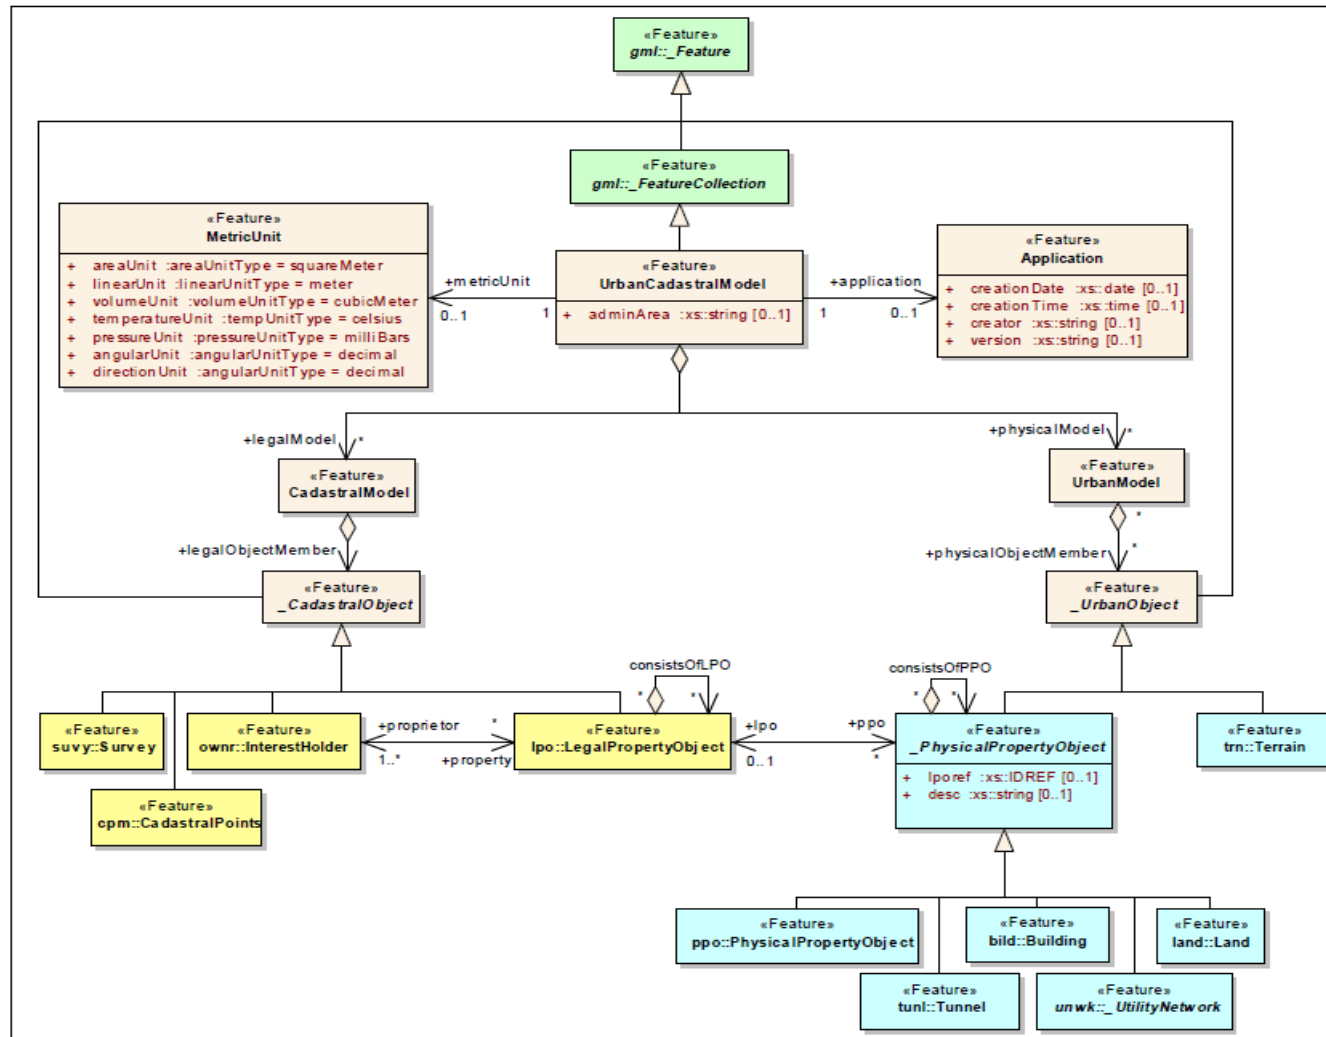 «Feature»
gml::_Feature
«Feature»
gml::_FeatureCollection
«Feature»
MetricUnit
+ areaUnit :areaUnitType = squareMeter
+ linearUnit :linearUnitType = meter
+ volumeUnit :volumeUnitType = cubicMeter
+ temperatureUnit :tempUnitType = celsius
+ pressureUnit :pressureUnitType = milliBars
+ angularUnit :angularUnitType = decimal
+ directionUnit :angularUnitType = decimal
+metricUnit
0..1
1
«Feature»
UrbanCadastralModel
+ adminArea :xs::string [0..1]
+application
1
0..1
«Feature»
Application
+ creationDate :xs::date [0..1]
+ creationTime :xs::time [0..1]
+ creator :xs::string [0..1]
+ version :xs::string [0..1]
+legalModel
*
+physicalModel
*
«Feature»
CadastralModel
«Feature»
UrbanModel
*
+legalObjectMember
+physicalObjectMember
*
«Feature»
_CadastralObject
«Feature»
_UrbanObject
consistsOfLPO
*
*
consistsOfPPO
*
*
«Feature»
suvy::Survey
«Feature»
ownr::InterestHolder
+proprietor
*
1..*
+property
«Feature»
lpo::LegalPropertyObject
+lpo
+ppo
0..1
*
«Feature»
_PhysicalPropertyObject
+ lporef :xs::IDREF [0..1]
+ desc :xs::string [0..1]
«Feature»
trn::Terrain
«Feature»
cpm::CadastralPoints
«Feature»
ppo::PhysicalPropertyObject
«Feature»
bild::Building
«Feature»
land::Land
«Feature»
tunl::Tunnel
«Feature»
unwk::_UtilityNetwork